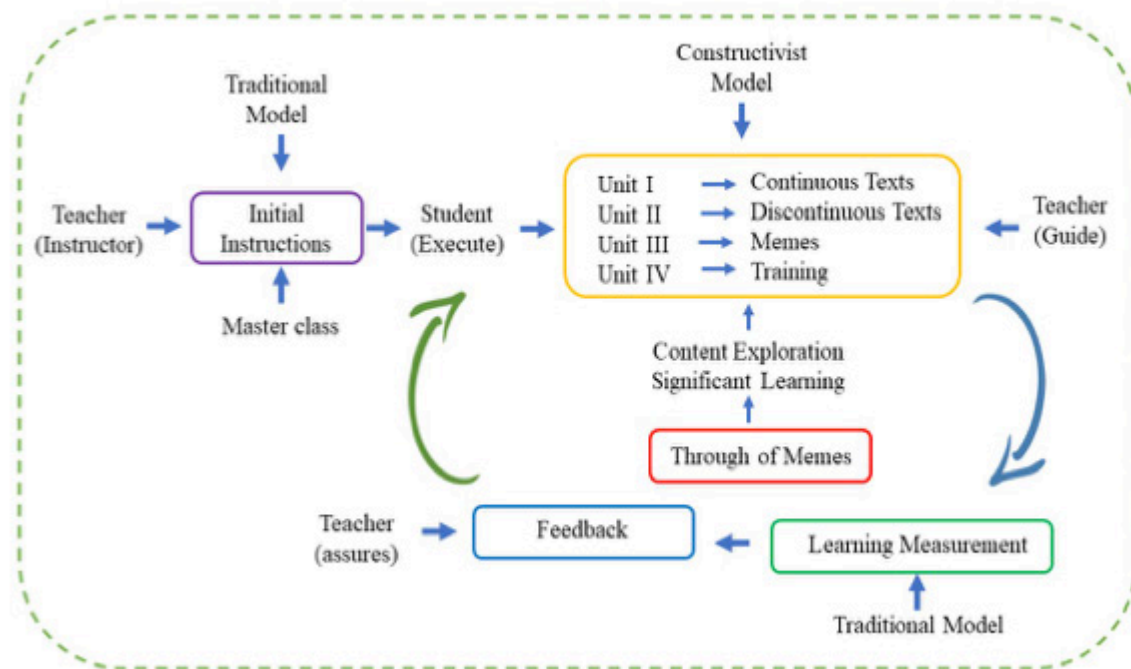 Constructivist
Model
Traditional
Model
Teacher
(Instructor)
Initial
Instructions
Student
(Execute)
Unit I Continuous Texts
Unit II Discontinuous Texts
Unit III Memes
Unit IV Training
Teacher
(Guide)
Master class
Content Exploration
Significant Learning
Through of Memes
Teacher
(assures)
Feedback
Learning Measurement
Traditional Model